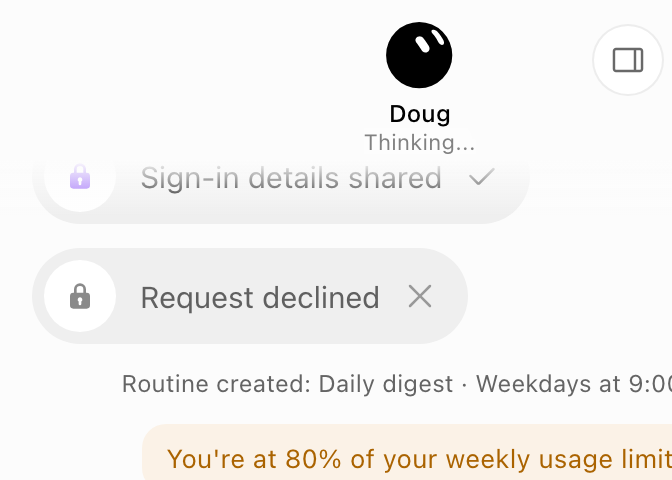 Doug
Thinking...
Sign-in details shared
Request declined
Routine created: Daily digest · Weekdays at 9:00
You're at 80% of your weekly usage limit